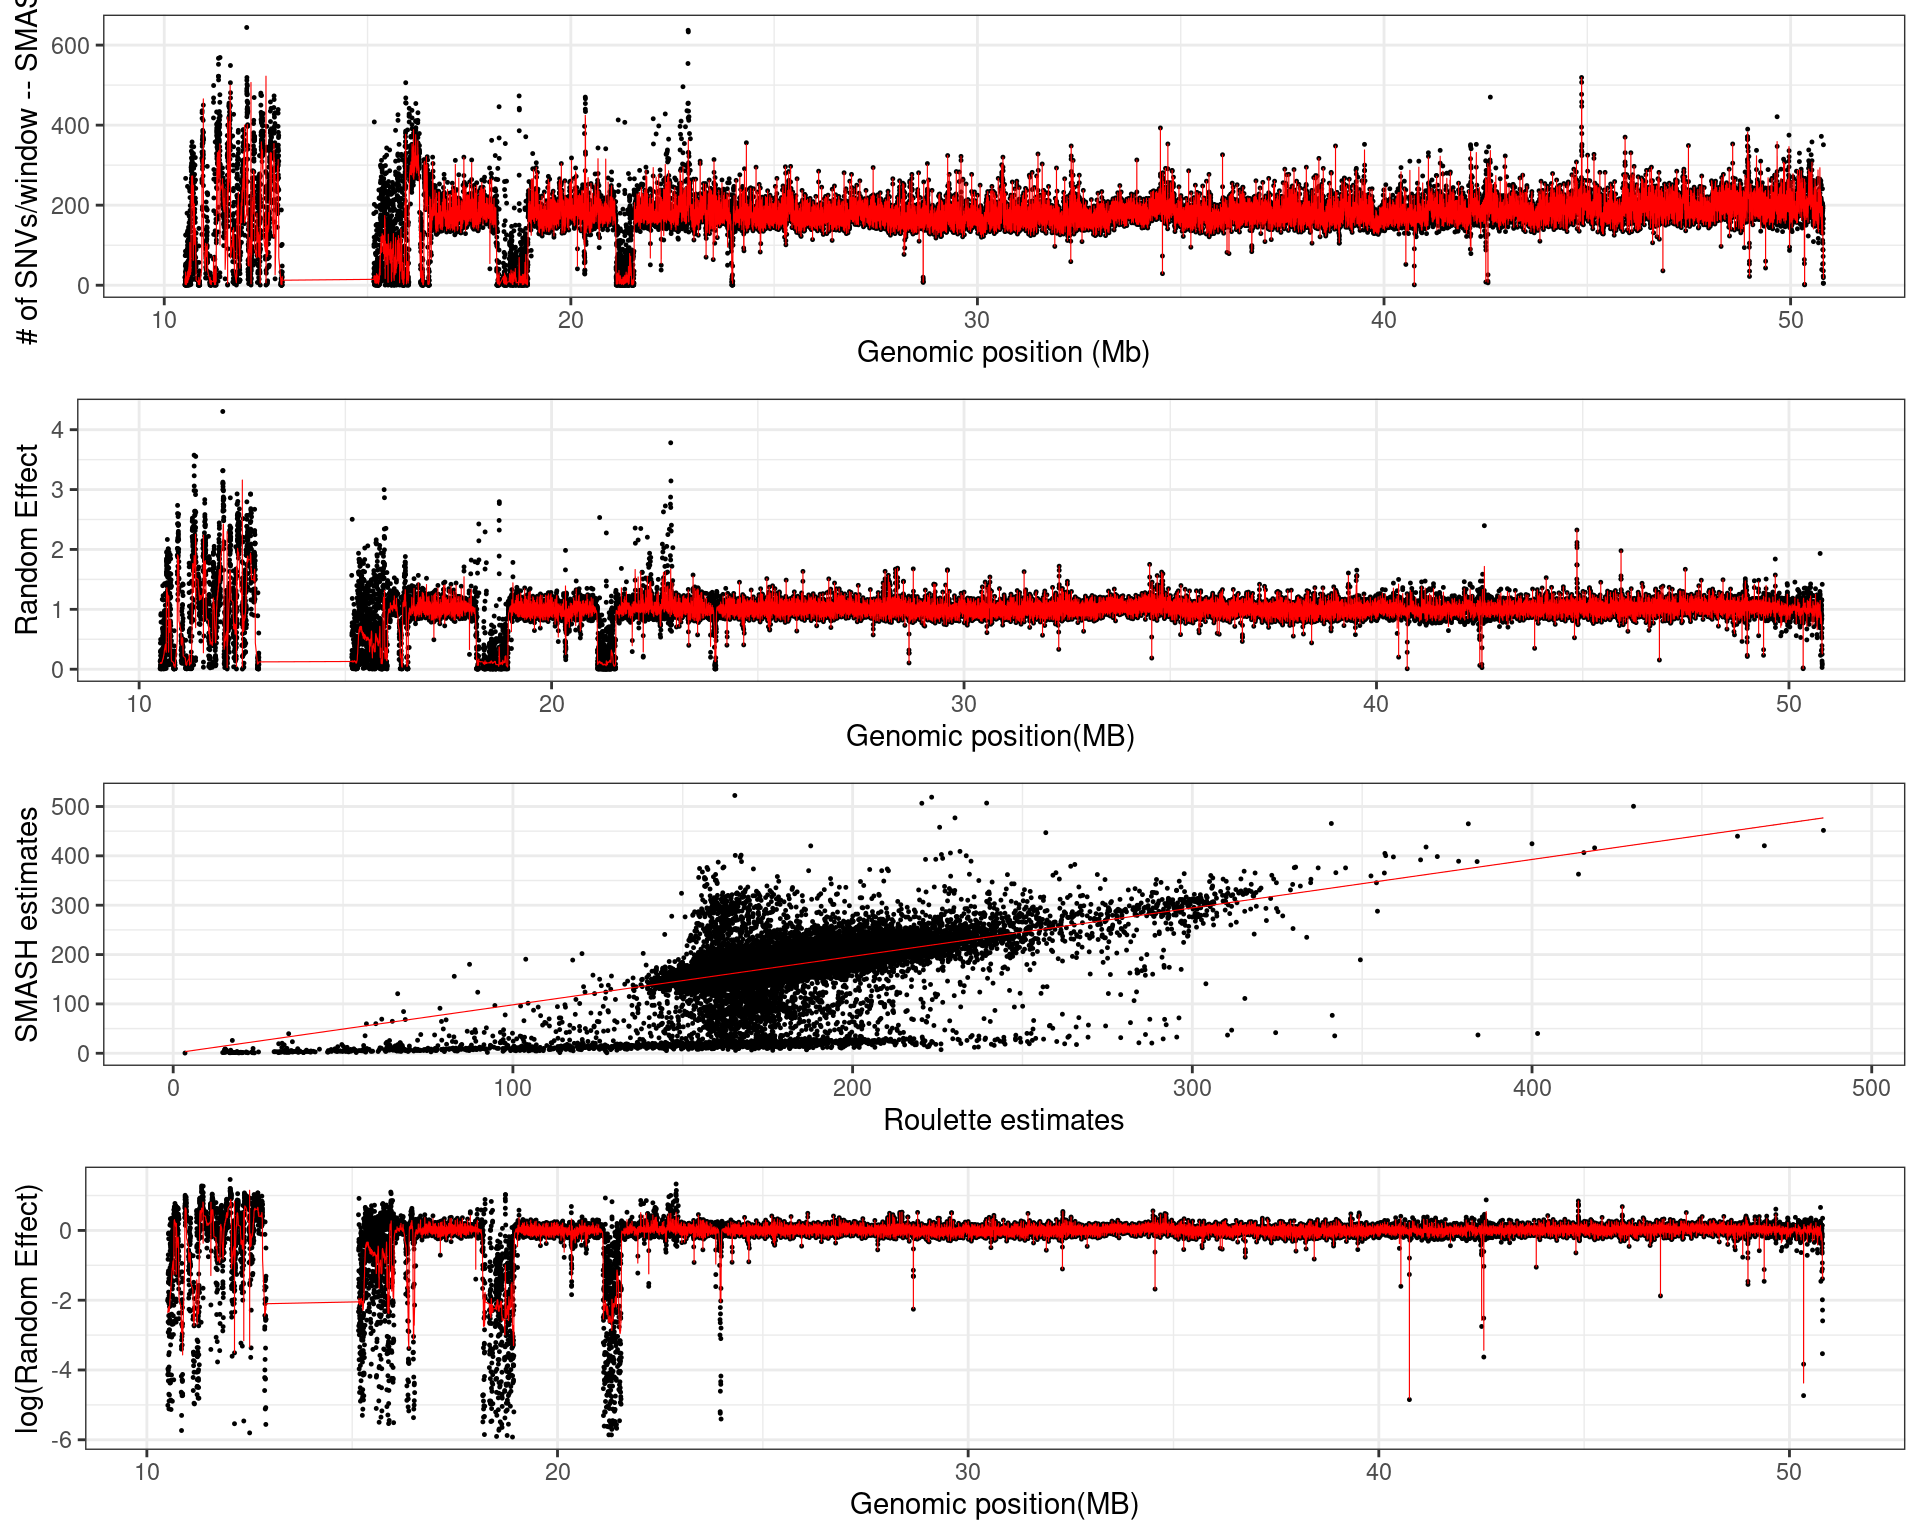 # of SNVs/window -- SMAS
600
400
200
0
10 20 30 40 50
Genomic position (Mb)
Random Effect
4
3
2
1
0
10 20 30 40 50
Genomic position(MB)
SMASH estimates
500
400
300
200
100
0
0 100 200 300 400 500
Roulette estimates
log(Random Effect)
0
-2
-4
-6
10 20 30 40 50
Genomic position(MB)